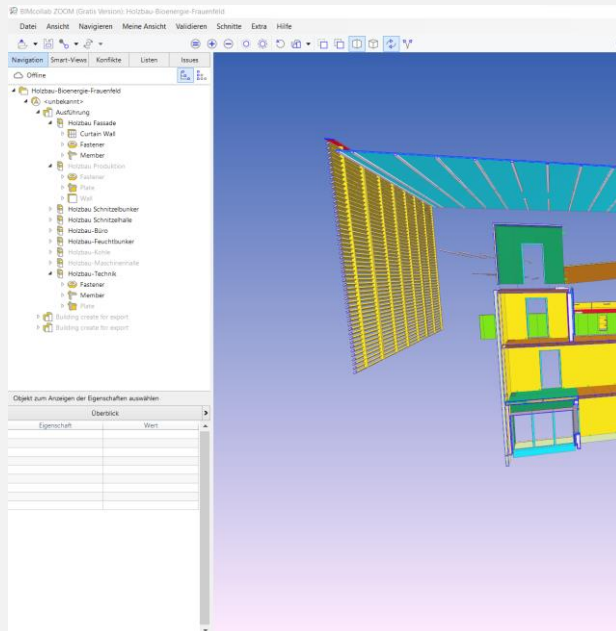 BIMcollab ZOOM (Gratis Version): Holzbau-Bioenergie-Frauenfeld
Datei Ansicht Navigieren Meine Ansicht Validieren Schnitte Extra Hilfe
Navigation Smart-Views Konflikte Listen Issues
Offline
Holzbau-Bioenergie-Frauenfeld
<unbekannt>
Ausführung
Holzbau Fassade
Curtain Wall
Fastener
Member
Holzbau Produktion
Fastener
Plate
Wall
Holzbau Schnitzelbunker
Holzbau Schnitzelhalle
Holzbau-Büro
Holzbau-Feuchtbunker
Holzbau-Kohle
Holzbau-Maschinenhalle
Holzbau-Technik
Fastener
Member
Plate
Building create for export
Building create for export
Objekt zum Anzeigen der Eigenschaften auswählen
Überblick
Eigenschaft Wert